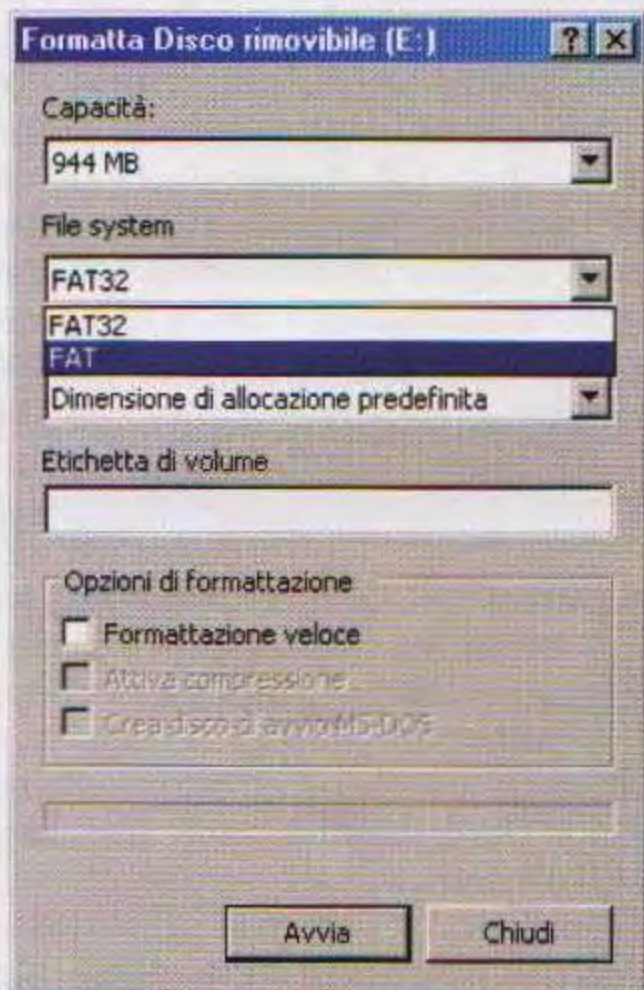 Formatta Disco rimovibile (E:)
Capacità:
944 MB
File system
FAT32
FAT32
FAT
Dimensione di allocazione predefinita
Etichetta di volume
Opzioni di formattazione
Formattazione veloce
Attiva compressione
Crea disco di avvio MS-DOS
Avvia
Chiudi